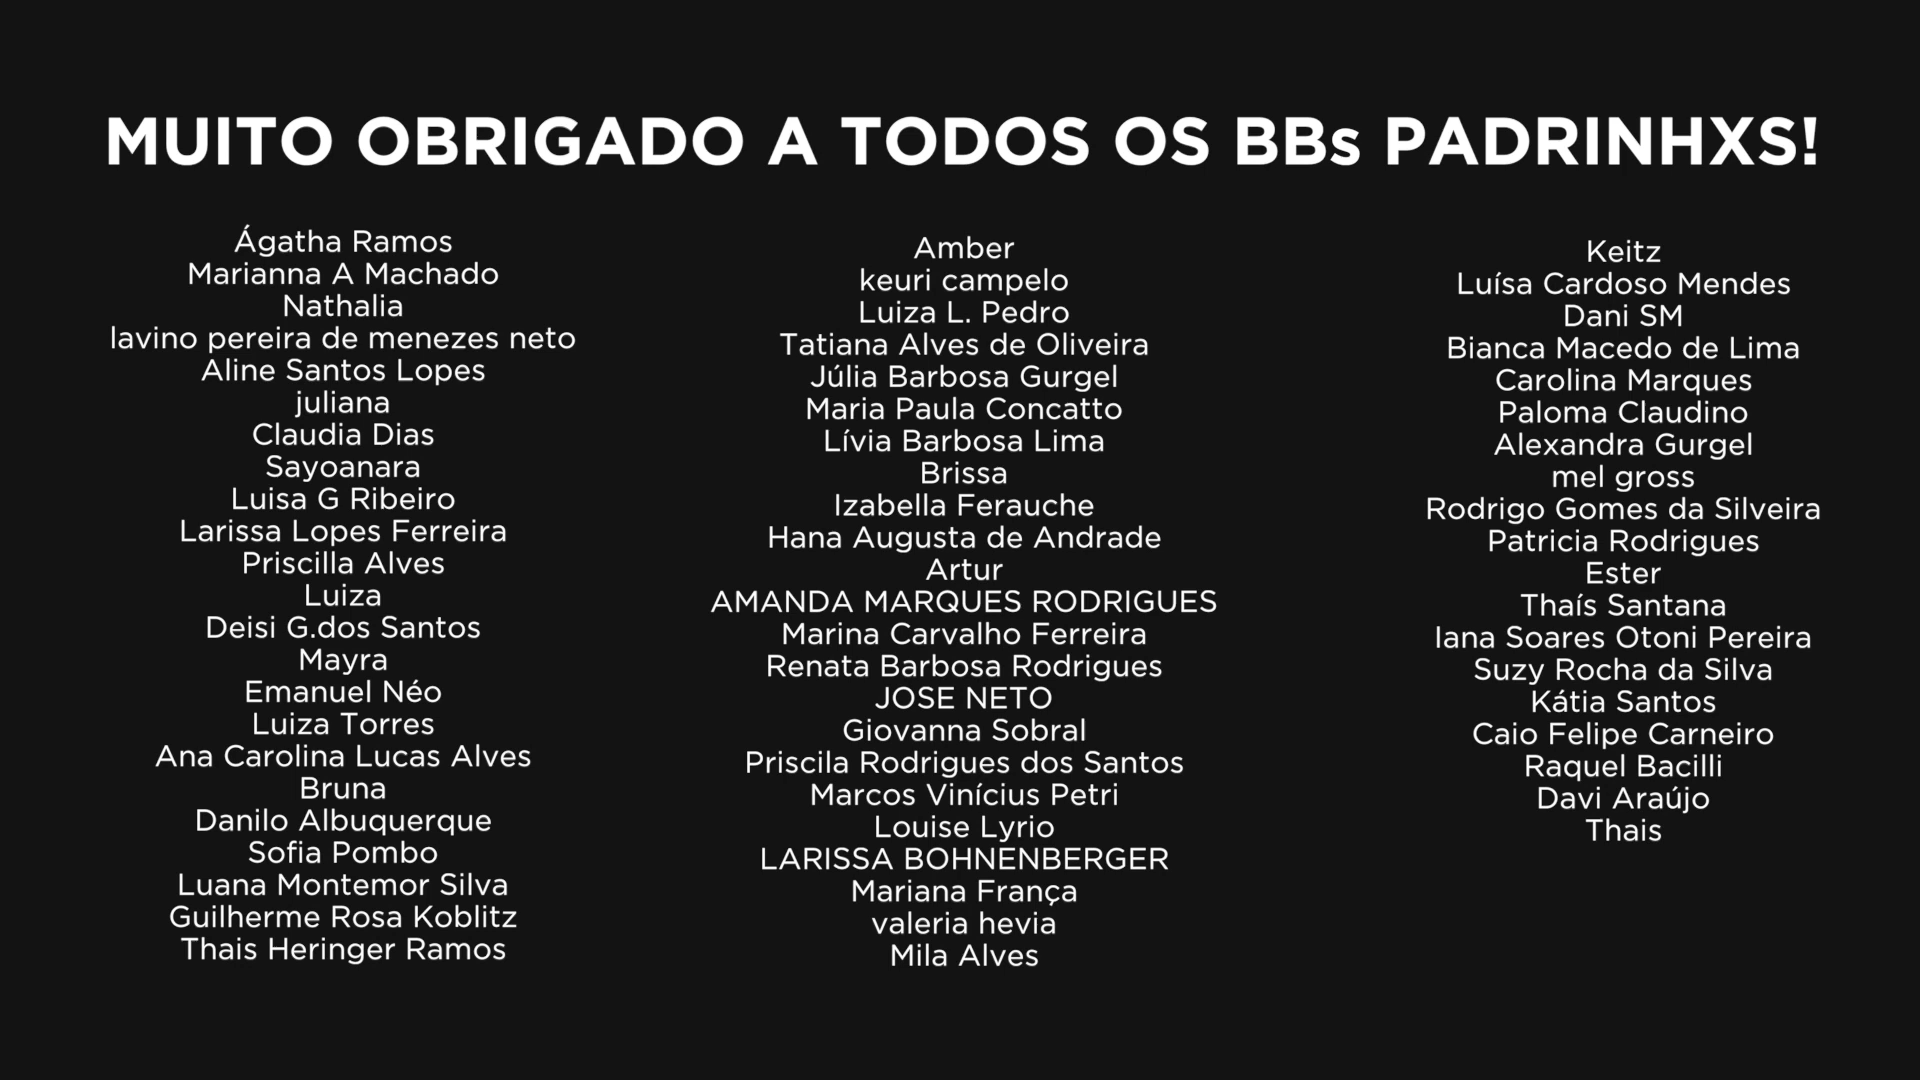 MUITO OBRIGADO A TODOS OS BBs PADRINHXS!
Ágatha Ramos
Marianna A Machado
Nathalia
lavino pereira de menezes neto
Aline Santos Lopes
juliana
Claudia Dias
Sayoanara
Luisa G Ribeiro
Larissa Lopes Ferreira
Priscilla Alves
Luiza
Deisi G.dos Santos
Mayra
Emanuel Néo
Luiza Torres
Ana Carolina Lucas Alves
Bruna
Danilo Albuquerque
Sofia Pombo
Luana Montemor Silva
Guilherme Rosa Koblitz
Thais Heringer Ramos
Amber
keuri campelo
Luiza L. Pedro
Tatiana Alves de Oliveira
Júlia Barbosa Gurgel
Maria Paula Concatto
Lívia Barbosa Lima
Brissa
Izabella Ferauche
Hana Augusta de Andrade
Artur
AMANDA MARQUES RODRIGUES
Marina Carvalho Ferreira
Renata Barbosa Rodrigues
JOSE NETO
Giovanna Sobral
Priscila Rodrigues dos Santos
Marcos Vinícius Petri
Louise Lyrio
LARISSA BOHNENBERGER
Mariana França
valeria hevia
Mila Alves
Keitz
Luísa Cardoso Mendes
Dani SM
Bianca Macedo de Lima
Carolina Marques
Paloma Claudino
Alexandra Gurgel
mel gross
Rodrigo Gomes da Silveira
Patricia Rodrigues
Ester
Thaís Santana
Iana Soares Otoni Pereira
Suzy Rocha da Silva
Kátia Santos
Caio Felipe Carneiro
Raquel Bacilli
Davi Araújo
Thais